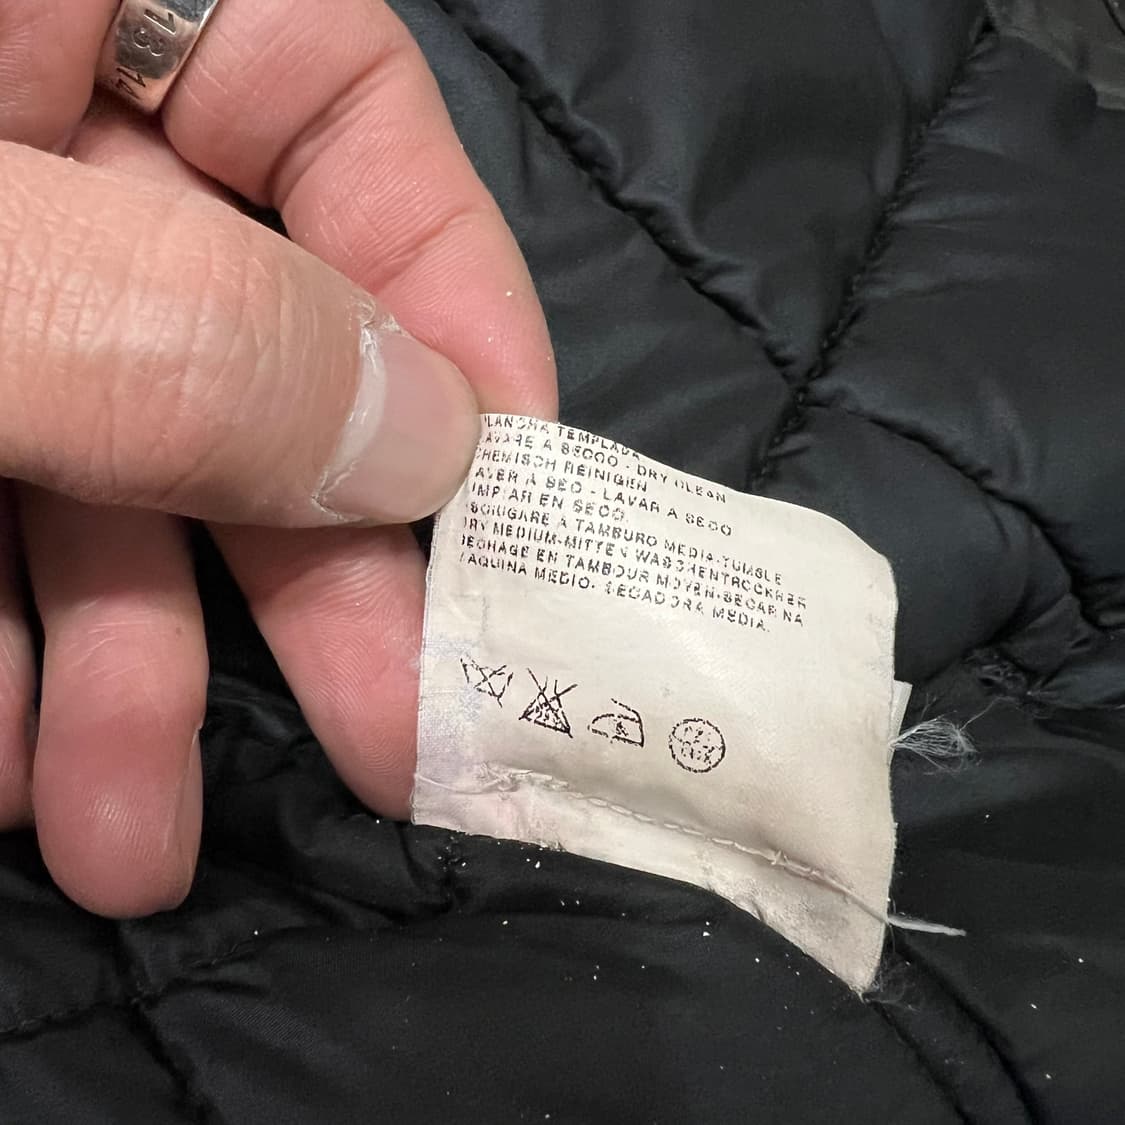 1314
PLANCHA TEMPLADA
LAVARE A SECCO - DRY CLEAN
CHEMISCH REINIGEN
LAVER A SEC - LAVAR A SECO
LIMPIAR EN SECO.
ASCIUGARE A TAMBURO MEDIA-TUMBLE
DRY MEDIUM-MITTEN WASCHENTROCKNER
SECHAGE EN TAMBOUR MOYEN-SECAR NA
MAQUINA MEDIO- SECADORA MEDIA.